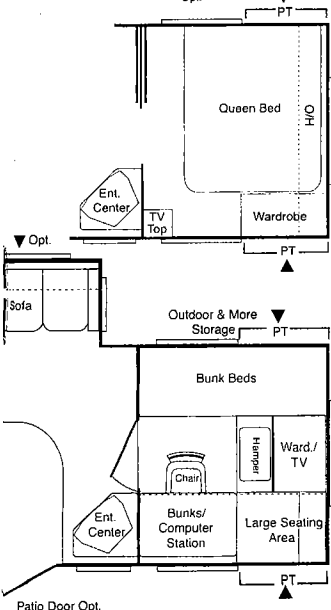 PT
Queen Bed
O/H
Ent.
Center
TV
Top
Wardrobe
PT
Opt.
Sofa
Outdoor & More
Storage
PT
Bunk Beds
Hamper
Ward./
TV
Chair
Ent.
Center
Bunks/
Computer
Station
Large Seating
Area
PT
Patio Door Opt.